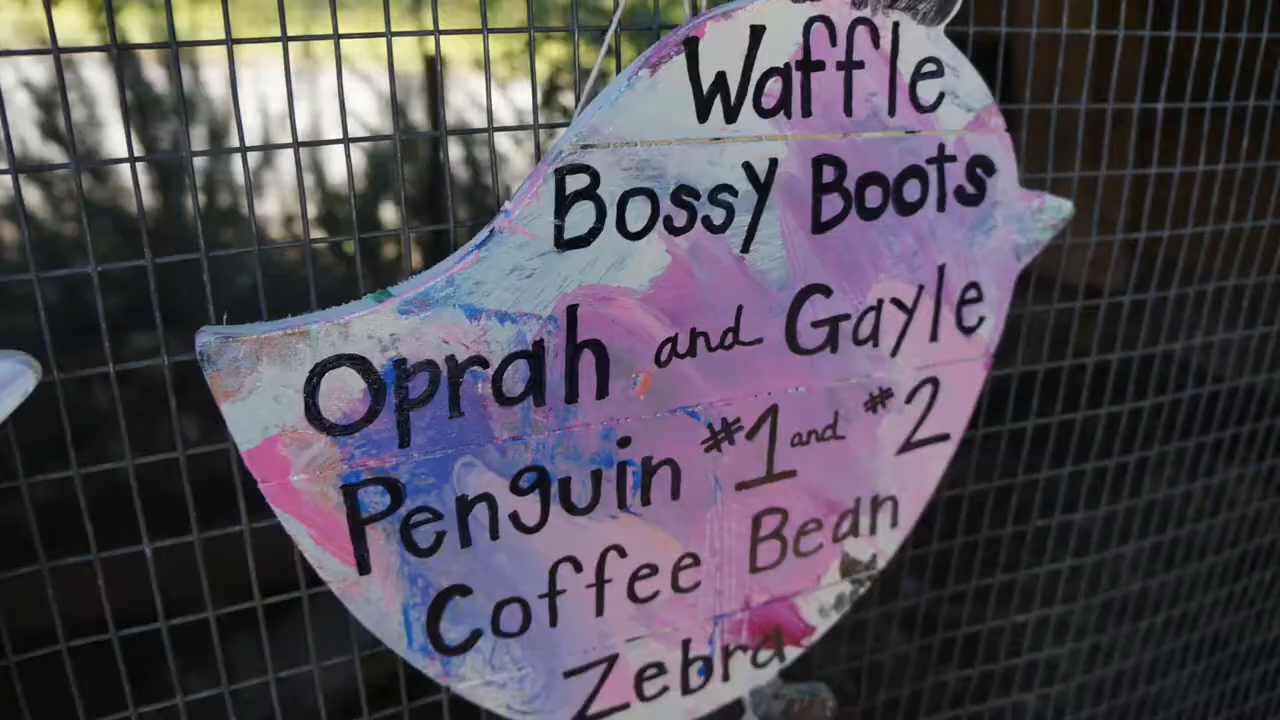 Waffle
Bossy Boots
Oprah and Gayle
Penguin #1 and #2
Coffee Bean
Zebra